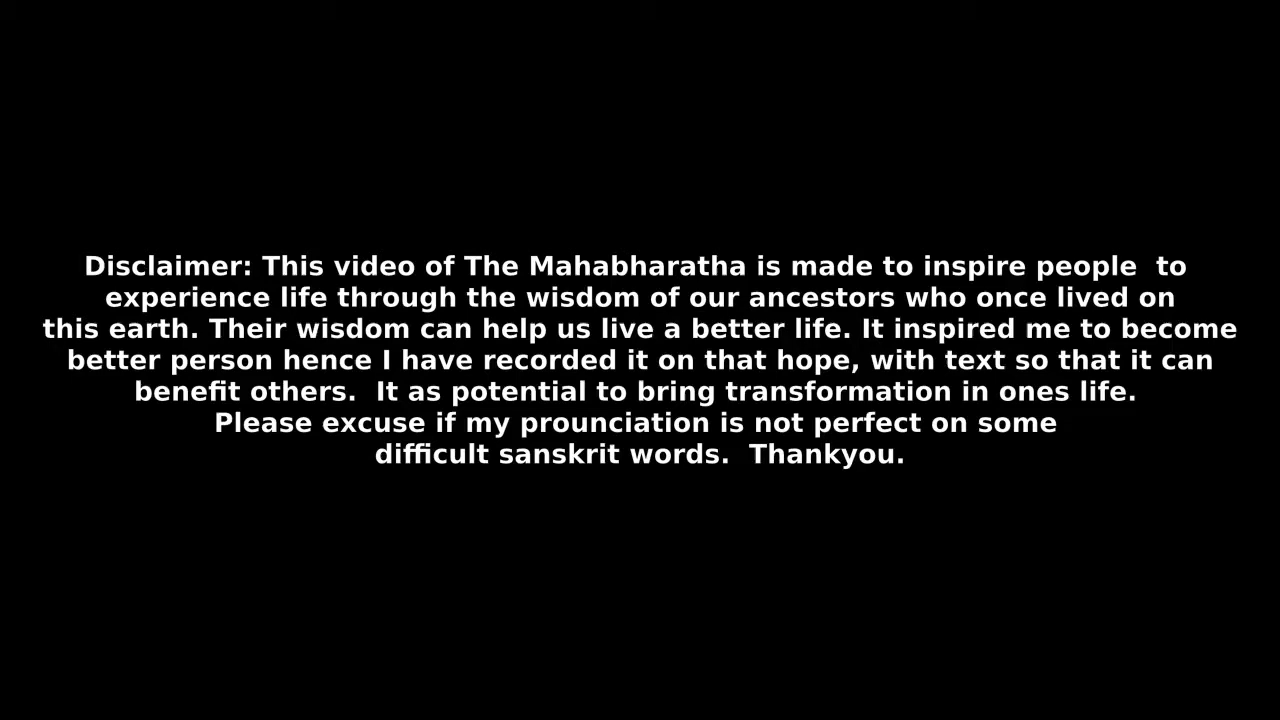 Disclaimer: This video of The Mahabharatha is made to inspire people  to
experience life through the wisdom of our ancestors who once lived on
this earth. Their wisdom can help us live a better life. It inspired me to become
better person hence I have recorded it on that hope, with text so that it can
benefit others.  It as potential to bring transformation in ones life.
Please excuse if my prounciation is not perfect on some
difficult sanskrit words.  Thankyou.